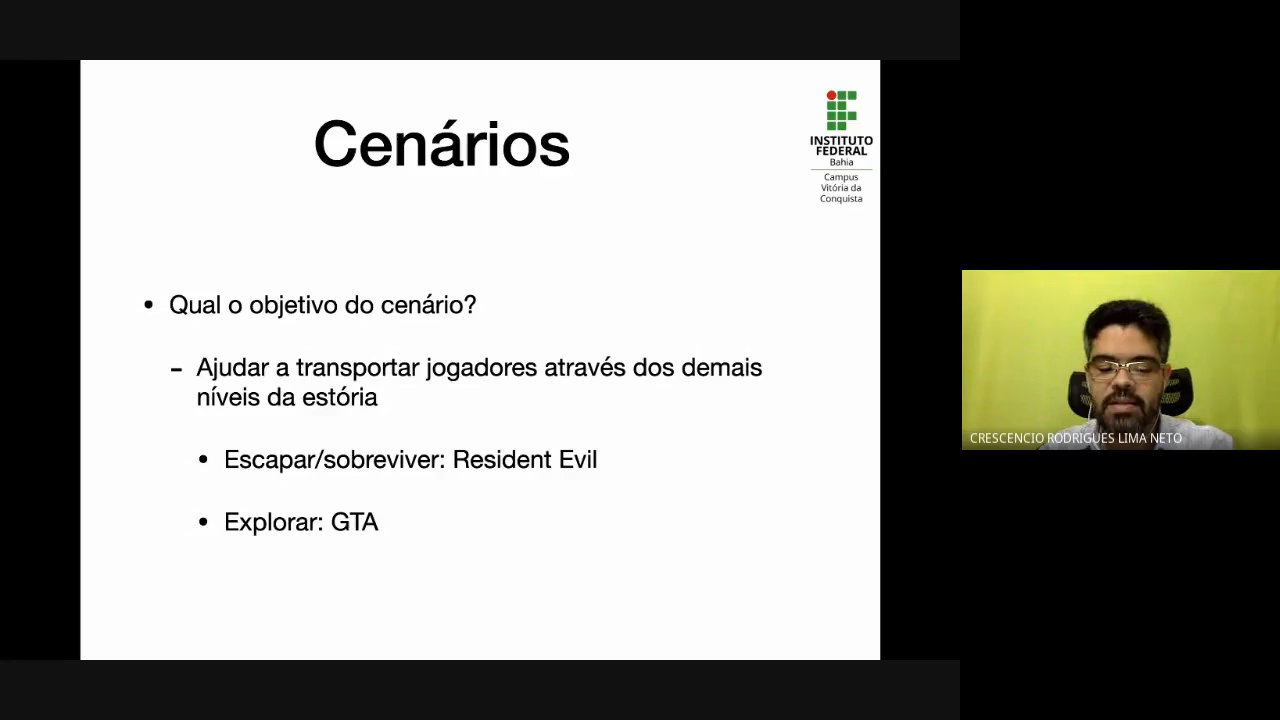 Cenários
INSTITUTO
FEDERAL
Bahia
Campus
Vitória da
Conquista
• Qual o objetivo do cenário?
- Ajudar a transportar jogadores através dos demais
níveis da estória
• Escapar/sobreviver: Resident Evil
• Explorar: GTA
CRESCENCIO RODRIGUES LIMA NETO